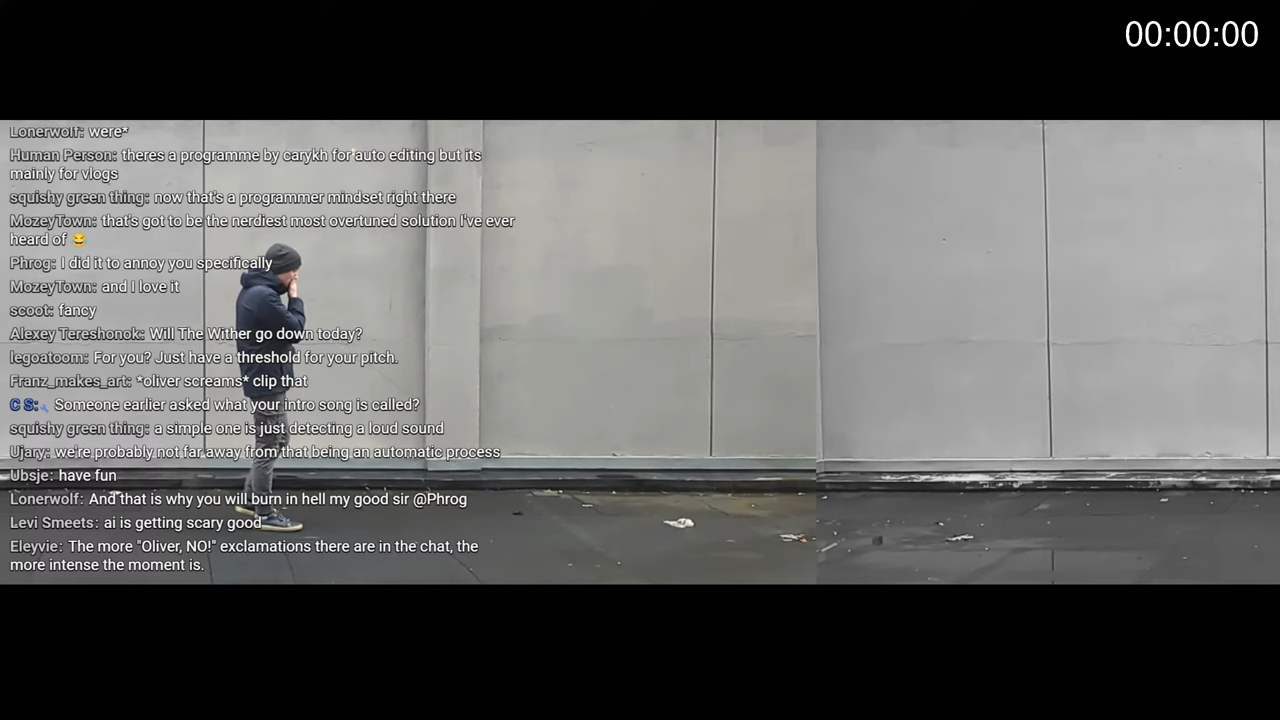 00:00:00
Lonerwolf: were*
Human Person: theres a programme by carykh for auto editing but its
mainly for vlogs
squishy green thing: now that's a programmer mindset right there
MozeyTown: that's got to be the nerdiest most overtuned solution I've ever
heard of 😂
Phrog: I did it to annoy you specifically
MozeyTown: and I love it
scoot: fancy
Alexey Tereshonok: Will The Wither go down today?
legoatoom: For you? Just have a threshold for your pitch.
Franz_makes_art: *oliver screams* clip that
C S: Someone earlier asked what your intro song is called?
squishy green thing: a simple one is just detecting a loud sound
Ujary: we're probably not far away from that being an automatic process
Ubsje: have fun
Lonerwolf: And that is why you will burn in hell my good sir @Phrog
Levi Smeets: ai is getting scary good
Eleyvie: The more "Oliver, NO!" exclamations there are in the chat, the
more intense the moment is.